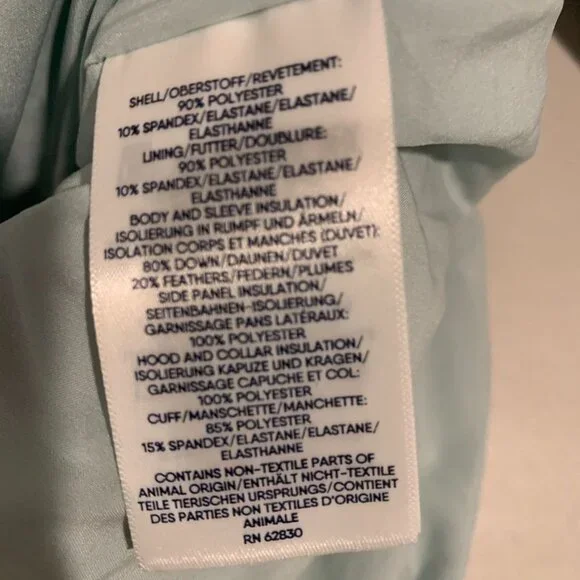 SHELL/OBERSTOFF/REVETEMENT:
90% POLYESTER
10% SPANDEX/ELASTANE/ELASTANE/
ELASTHANNE
LINING/FUTTER/DOUBLURE:
90% POLYESTER
10% SPANDEX/ELASTANE/ELASTANE/
ELASTHANNE
BODY AND SLEEVE INSULATION/
ISOLIERUNG IN RUMPF UND ÄRMELN/
ISOLATION CORPS ET MANCHES (DUVET):
80% DOWN/DAUNEN/DUVET
20% FEATHERS/FEDERN/PLUMES
SIDE PANEL INSULATION/
SEITENBAHNEN-ISOLIERUNG/
GARNISSAGE PANS LATÉRAUX:
100% POLYESTER
HOOD AND COLLAR INSULATION/
ISOLIERUNG KAPUZE UND KRAGEN/
GARNISSAGE CAPUCHE ET COL:
100% POLYESTER
CUFF/MANSCHETTE/MANCHETTE:
85% POLYESTER
15% SPANDEX/ELASTANE/ELASTANE/
ELASTHANNE
CONTAINS NON-TEXTILE PARTS OF
ANIMAL ORIGIN/ENTHÄLT NICHT-TEXTILE
TEILE TIERISCHEN URSPRUNGS/CONTIENT
DES PARTIES NON TEXTILES D'ORIGINE
ANIMALE
RN 62830